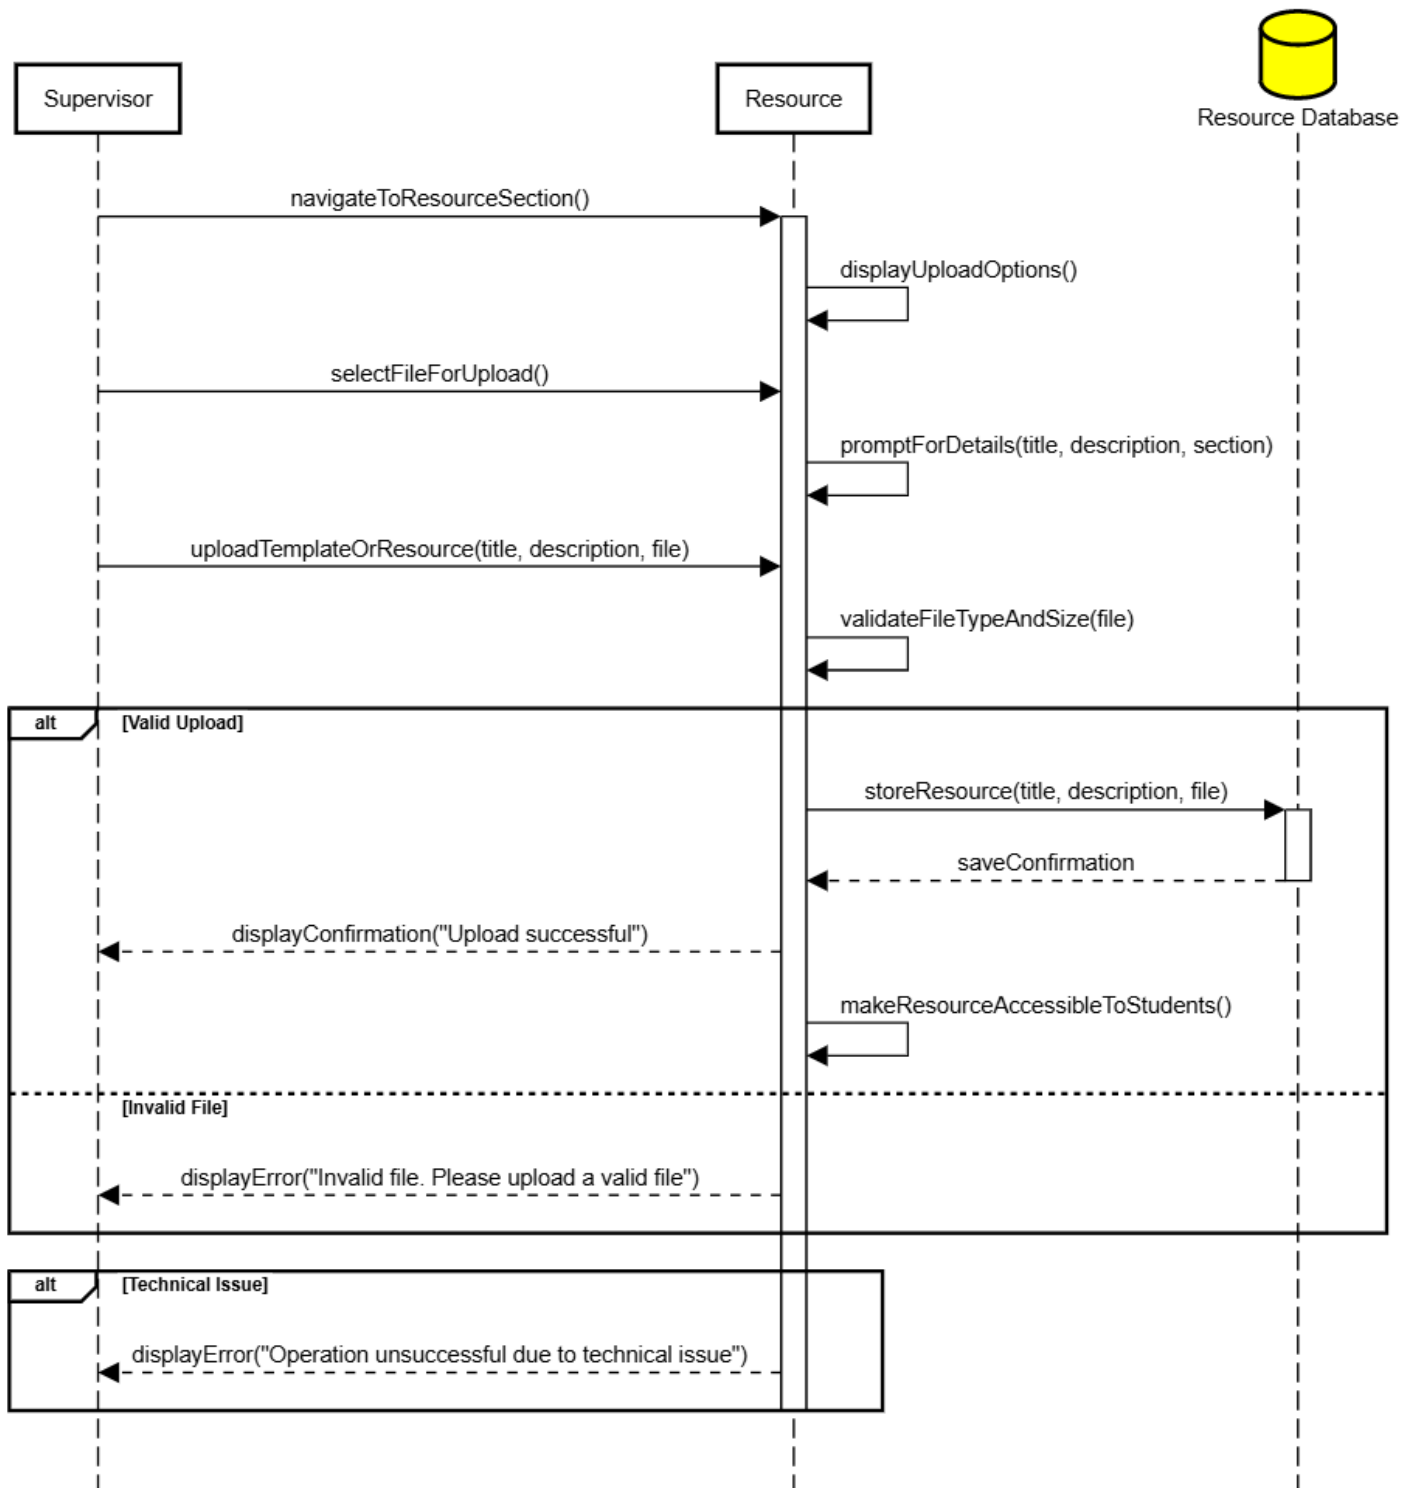 Supervisor
Resource
Resource Database
navigateToResourceSection()
displayUploadOptions()
selectFileForUpload()
promptForDetails(title, description, section)
uploadTemplateOrResource(title, description, file)
validateFileTypeAndSize(file)
alt
[Valid Upload]
storeResource(title, description, file)
saveConfirmation
displayConfirmation("Upload successful")
makeResourceAccessibleToStudents()
[Invalid File]
displayError("Invalid file. Please upload a valid file")
alt
[Technical Issue]
displayError("Operation unsuccessful due to technical issue")